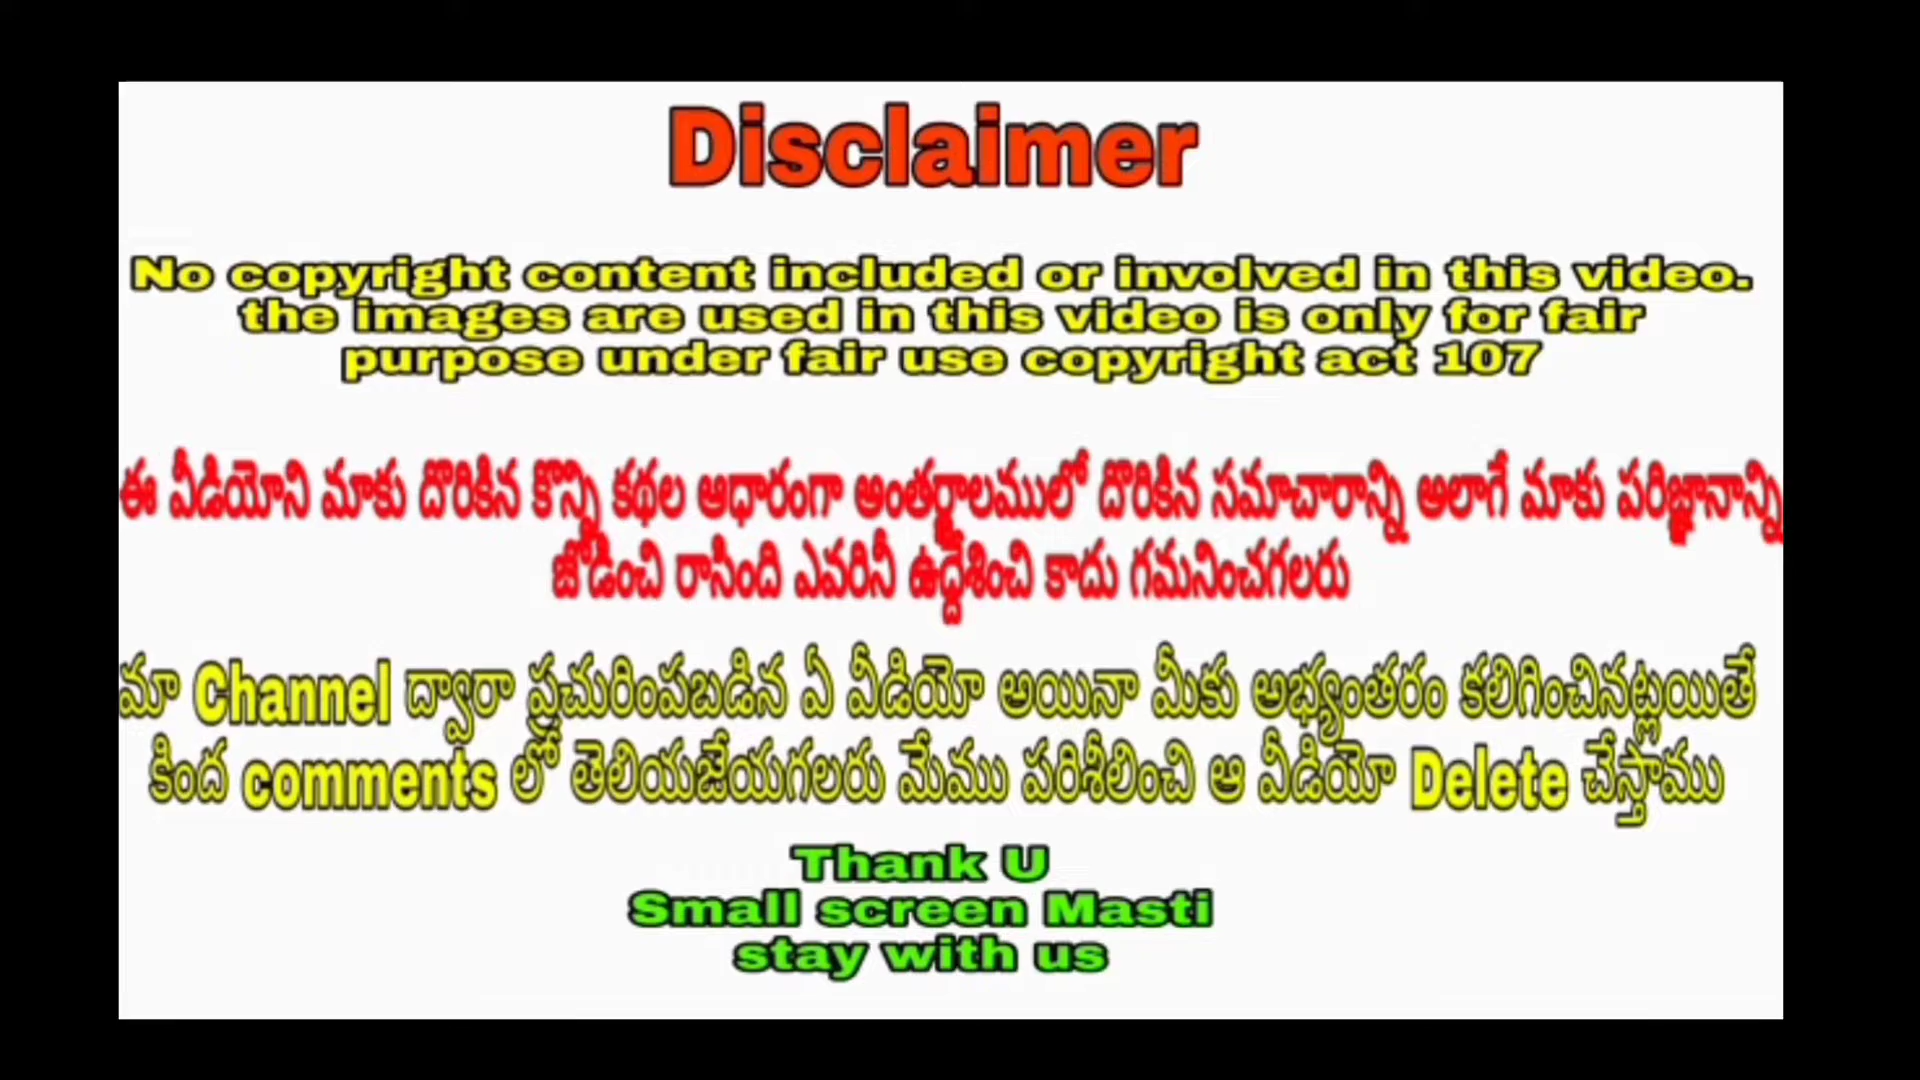 Disclaimer
No copyright content included or involved in this video.
the images are used in this video is only for fair
purpose under fair use copyright act 107
ఈ వీడియోని మాకు దొరికిన కొన్ని కథల ఆధారంగా అంతర్జాలములో దొరికిన సమాచారాన్ని అలాగే మాకు పరిజ్ఞానాన్ని
జోడించి రాసింది ఎవరినీ ఉద్దేశించి కాదు గమనించగలరు
మా Channel ద్వారా ప్రచురింపబడిన ఏ వీడియో అయినా మీకు అభ్యంతరం కలిగించినట్లయితే
కింద comments లో తెలియజేయగలరు మేము పరిశీలించి ఆ వీడియో Delete చేస్తాము
Thank U
Small screen Masti
stay with us